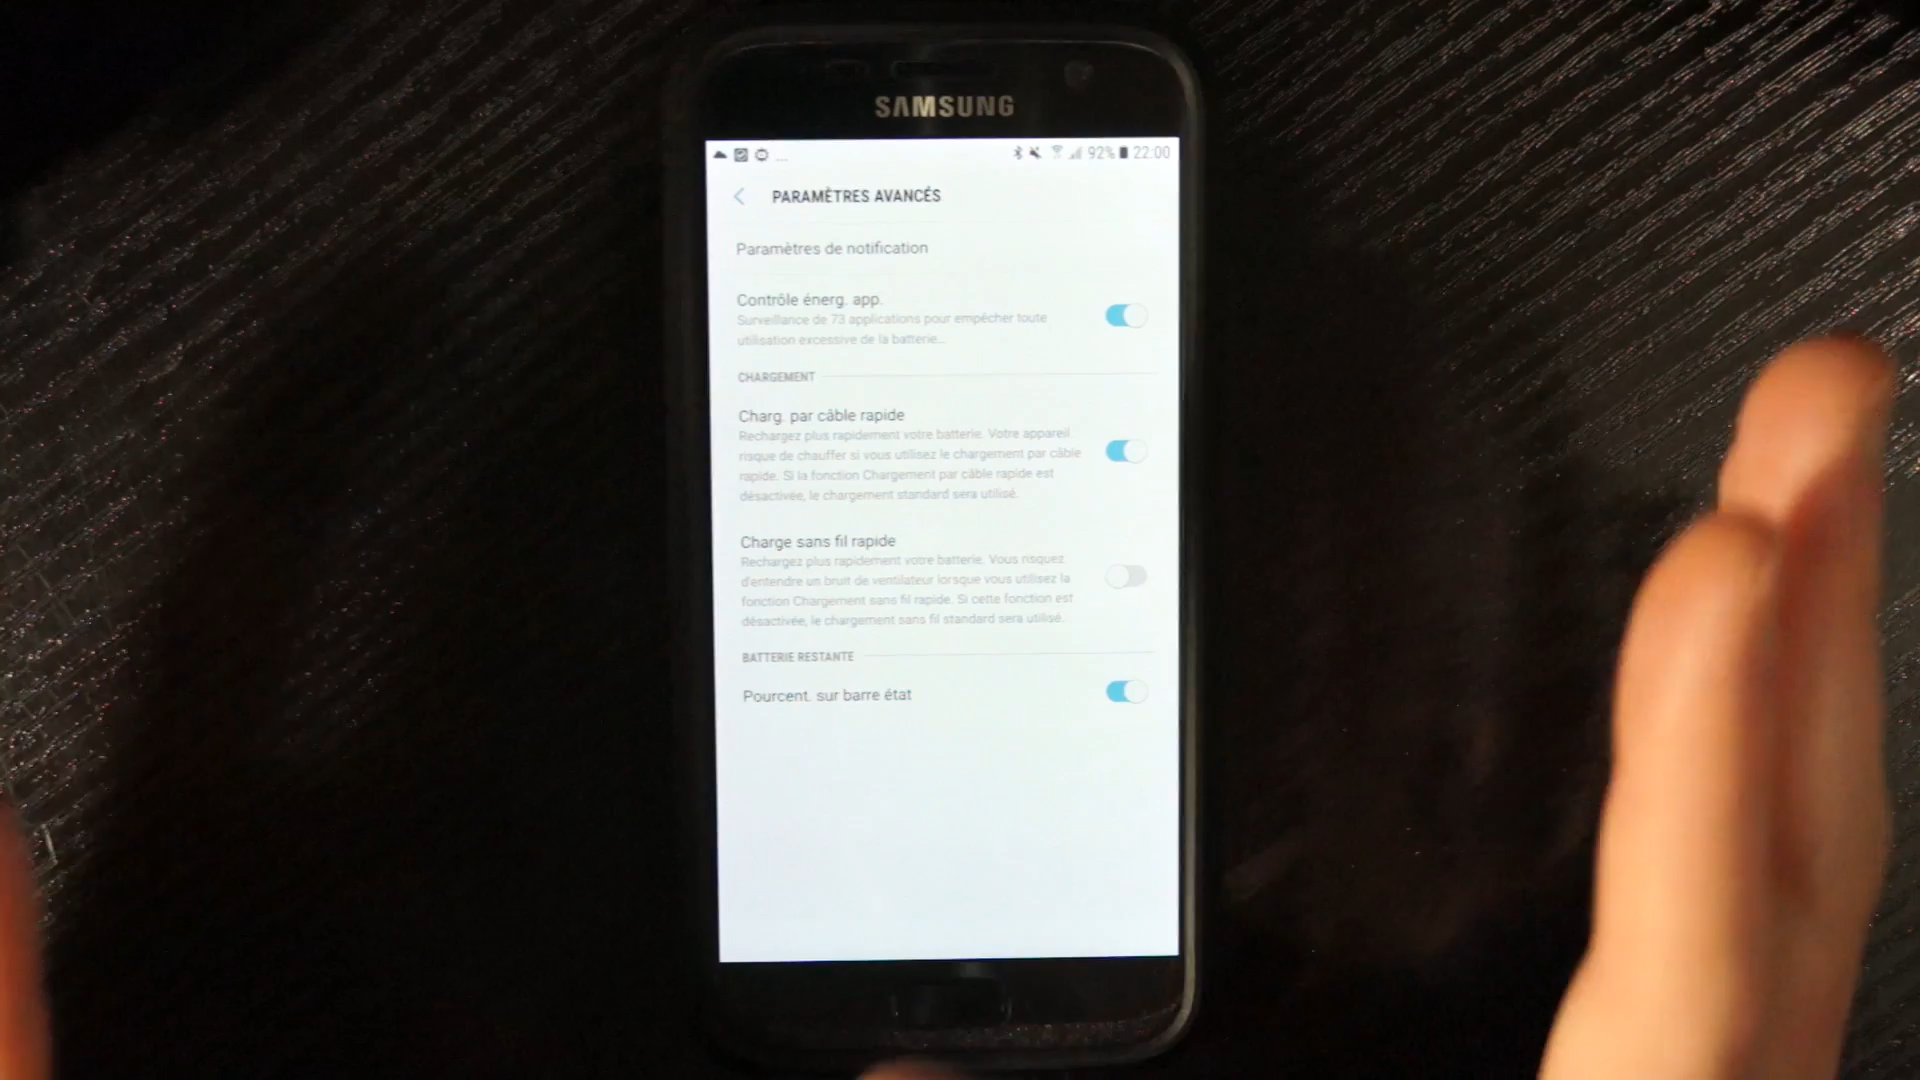 SAMSUNG
92% 22:00
PARAMÈTRES AVANCÉS
Paramètres de notification
Contrôle énerg. app.
Surveillance de 73 applications pour empêcher toute
utilisation excessive de la batterie...
CHARGEMENT
Charg. par câble rapide
Rechargez plus rapidement votre batterie. Votre appareil
risque de chauffer si vous utilisez le chargement par câble
rapide. Si la fonction Chargement par câble rapide est
désactivée, le chargement standard sera utilisé.
Charge sans fil rapide
Rechargez plus rapidement votre batterie. Vous risquez
d'entendre un bruit de ventilateur lorsque vous utilisez la
fonction Chargement sans fil rapide. Si cette fonction est
désactivée, le chargement sans fil standard sera utilisé.
BATTERIE RESTANTE
Pourcent. sur barre état